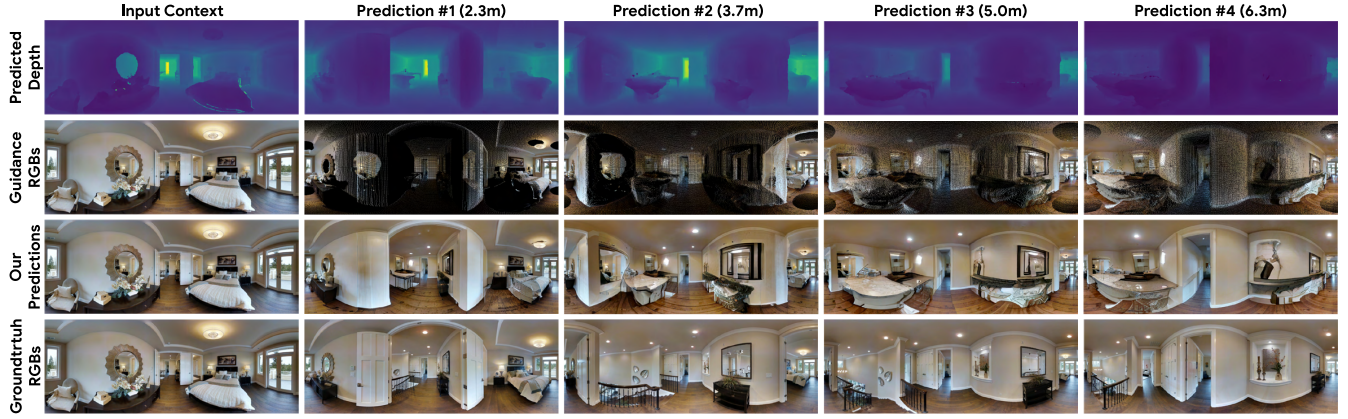 Input Context
Prediction #1 (2.3m)
Prediction #2 (3.7m)
Prediction #3 (5.0m)
Prediction #4 (6.3m)
Predicted
Depth
Guidance
RGBs
Our
Predictions
Groundtrtuh
RGBs